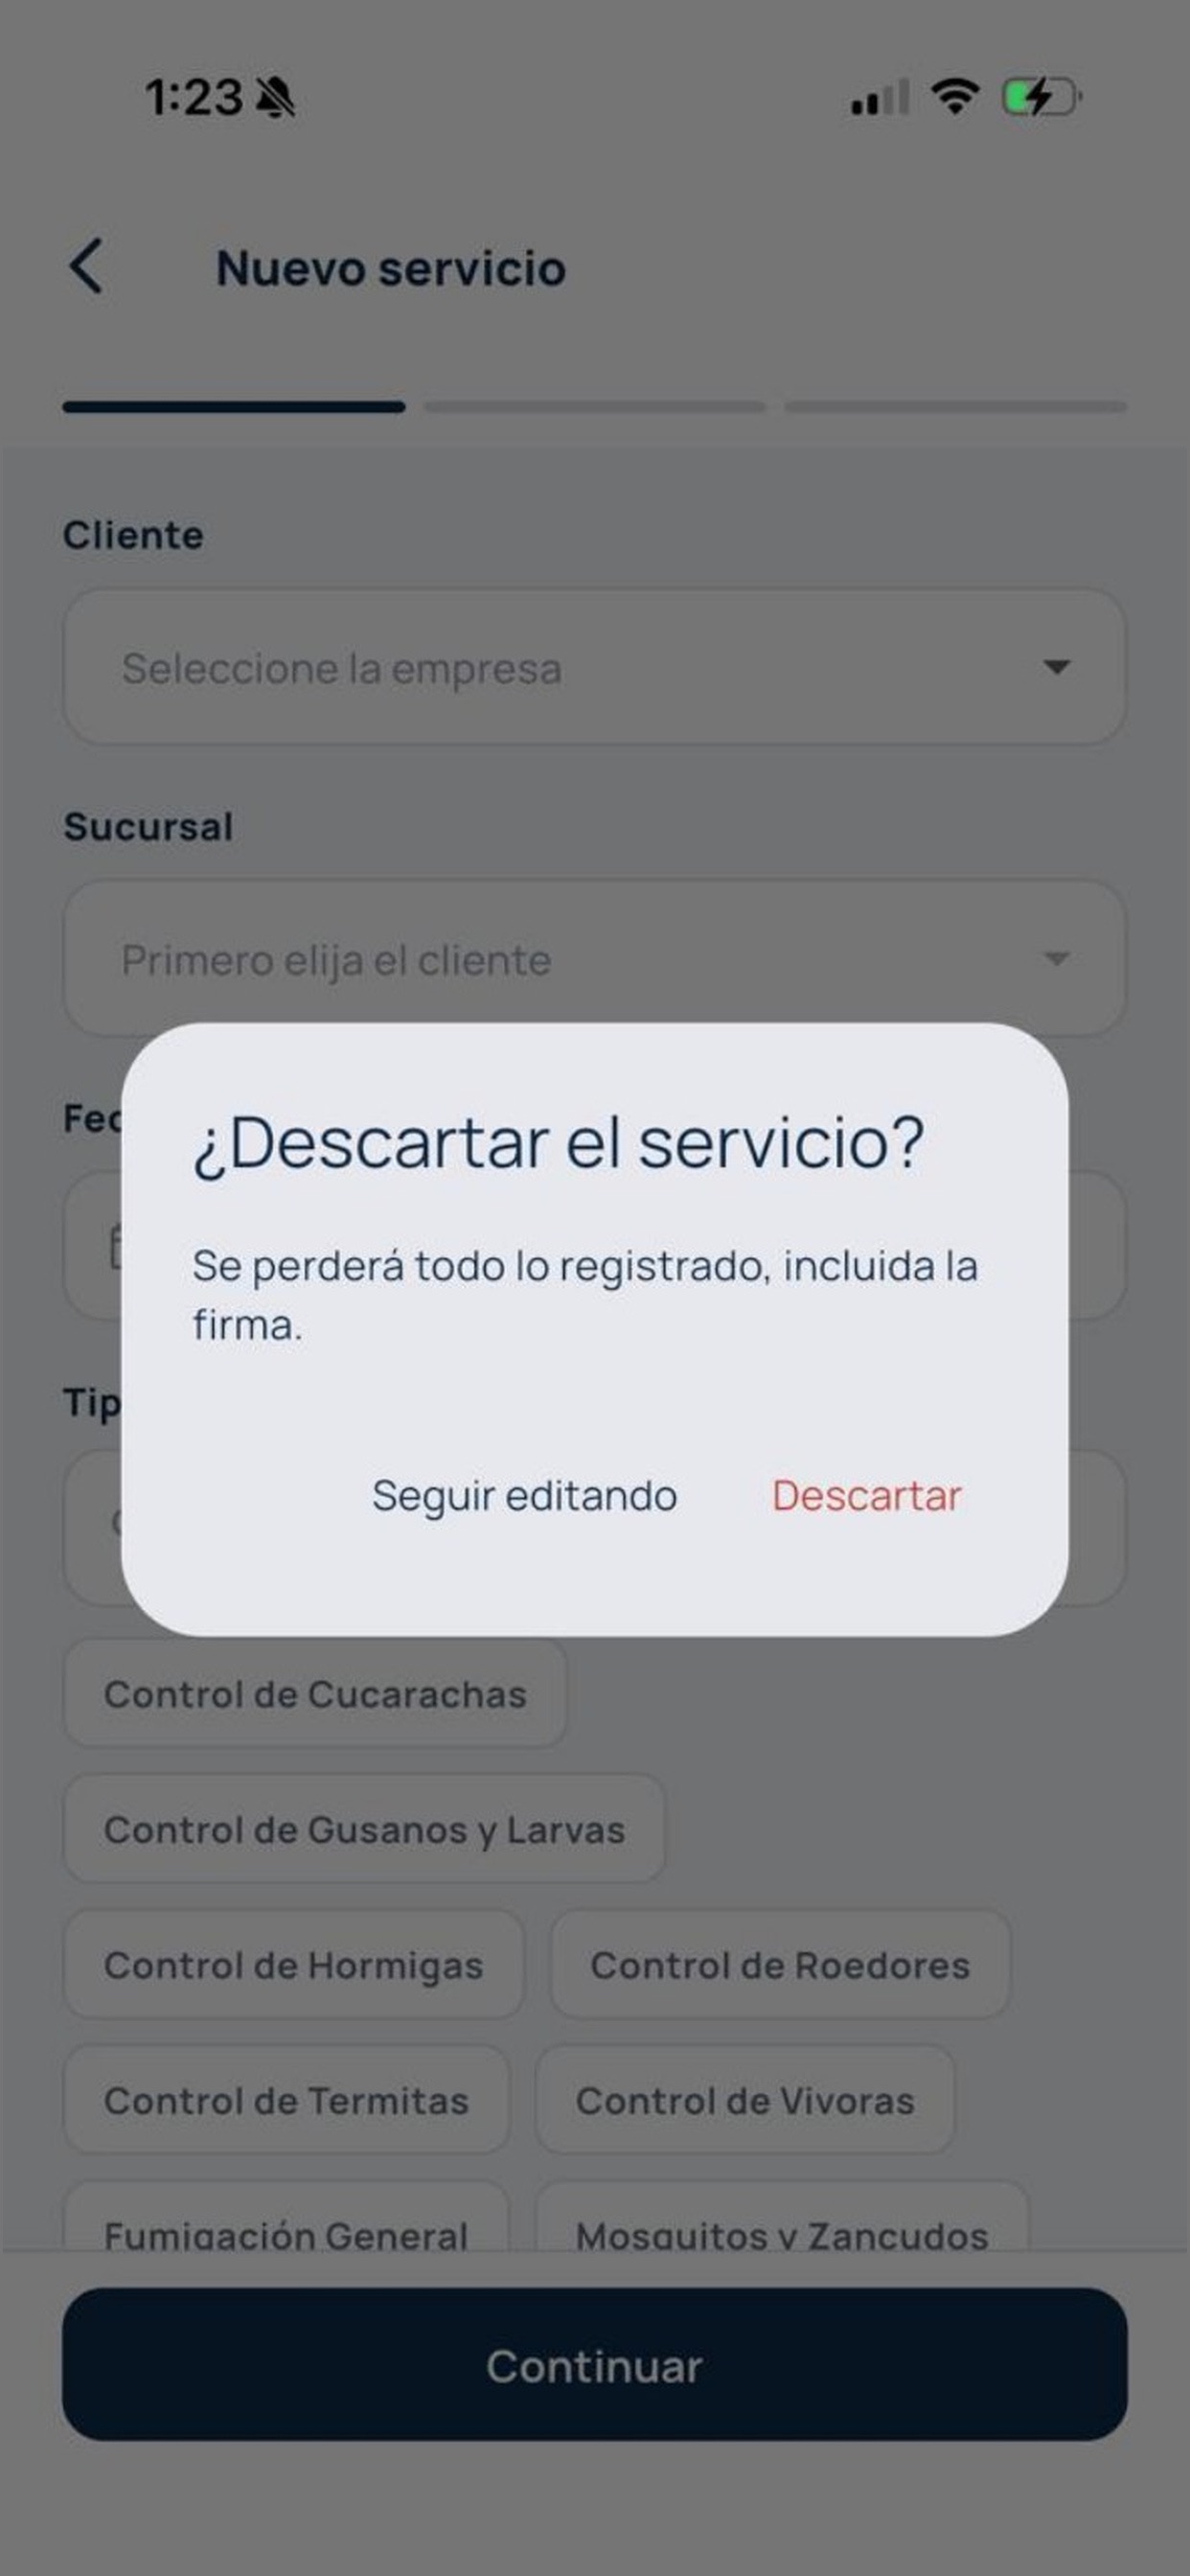 1:23
Nuevo servicio
Cliente
Seleccione la empresa
Sucursal
Primero elija el cliente
¿Descartar el servicio?
Se perderá todo lo registrado, incluida la
firma.
Seguir editando Descartar
Control de Cucarachas
Control de Gusanos y Larvas
Control de Hormigas Control de Roedores
Control de Termitas Control de Vivoras
Fumigación General Mosquitos y Zancudos
Continuar